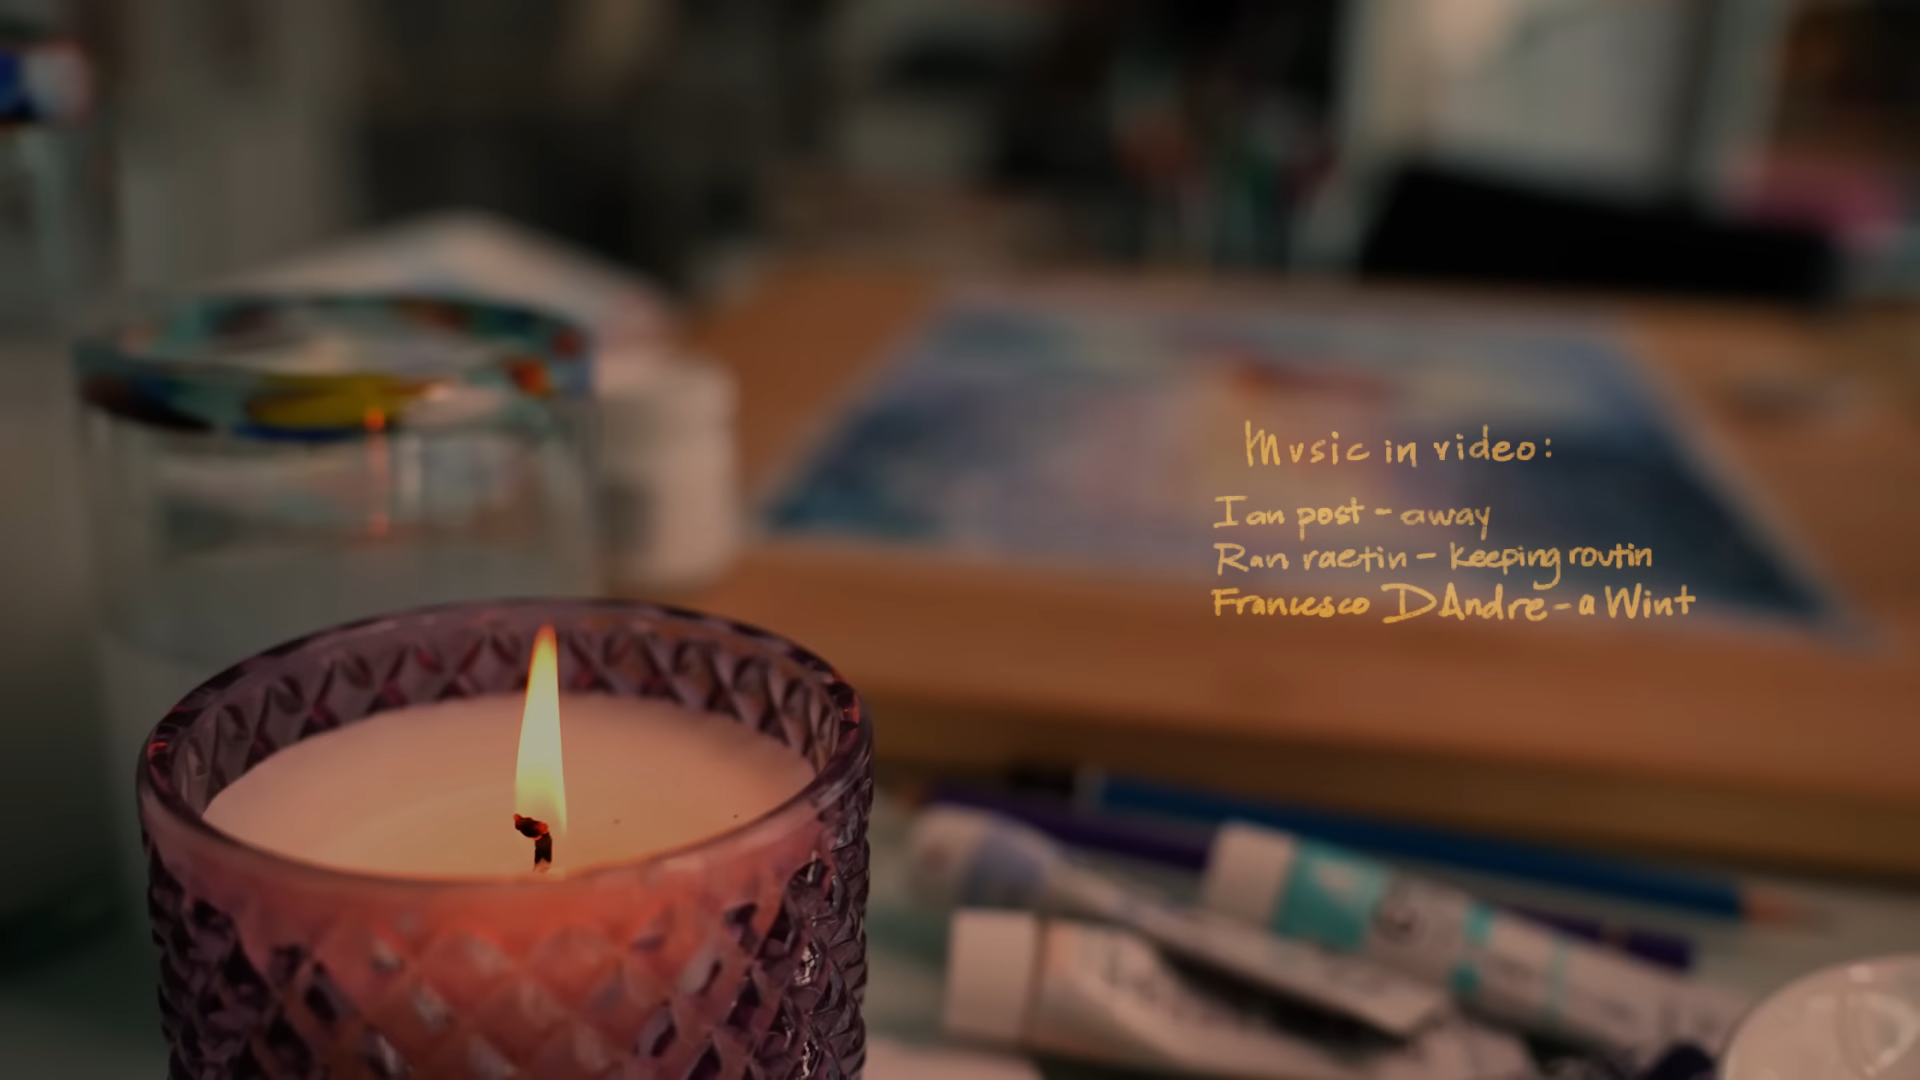 Music in video:
Ian post - away
Ran raetin - keeping routin
Francesco DAndre - a Wint